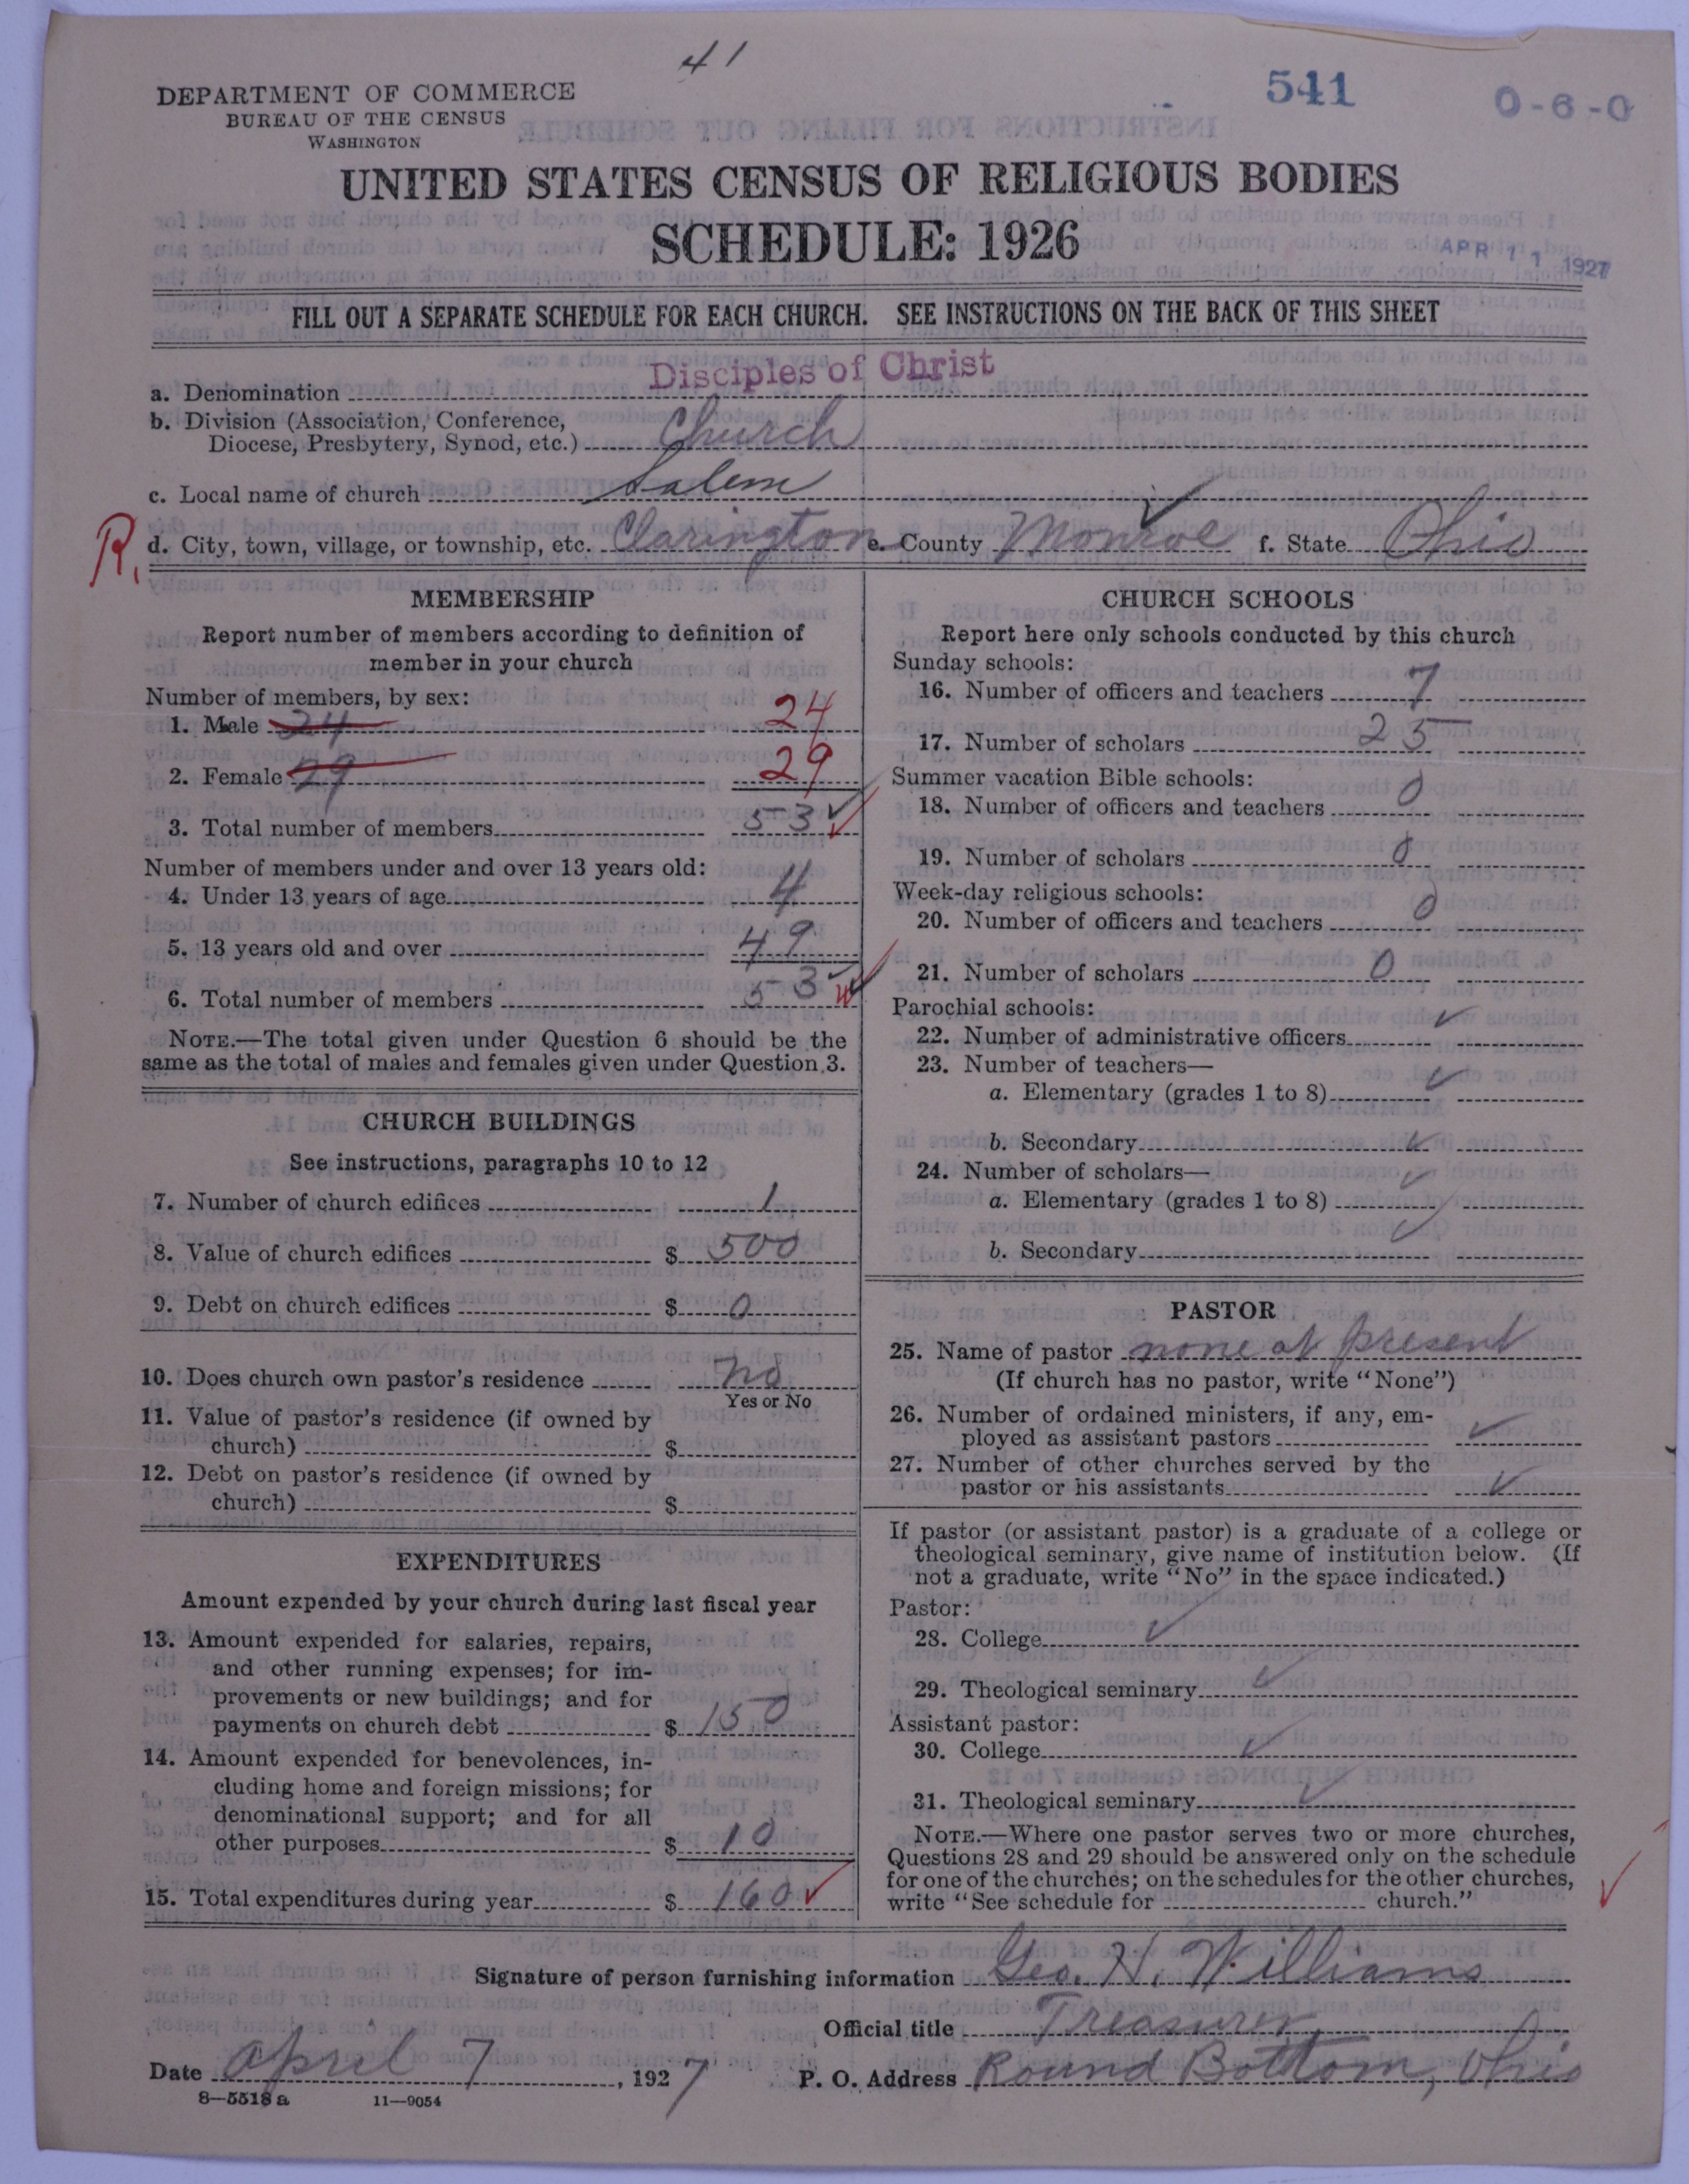 41
541
0-6-0
DEPARTMENT OF COMMERCE
BUREAU OF THE CENSUS
WASHINGTON
UNITED STATES CENSUS OF RELIGIOUS BODIES
SCHEDULE: 1926
APR 11 1927
FILL OUT A SEPARATE SCHEDULE FOR EACH CHURCH. SEE INSTRUCTIONS ON THE BACK OF THIS SHEET
a. Denomination Disciples of Christ
b. Division (Association, Conference,
Diocese, Presbytery, Synod, etc.) Church
c. Local name of church Salem
R. d. City, town, village, or township, etc. Clarington e. County Monroe f. State Ohio
MEMBERSHIP
Report number of members according to definition of
member in your church
Number of members, by sex:
1. Male 24 24
2. Female 29 29
3. Total number of members 53
Number of members under and over 13 years old:
4. Under 13 years of age 4
5. 13 years old and over 49
6. Total number of members 53
NOTE.—The total given under Question 6 should be the
same as the total of males and females given under Question 3.
CHURCH BUILDINGS
See instructions, paragraphs 10 to 12
7. Number of church edifices 1
8. Value of church edifices $ 500
9. Debt on church edifices $ 0
10. Does church own pastor's residence No
Yes or No
11. Value of pastor's residence (if owned by
church) $
12. Debt on pastor's residence (if owned by
church) $
EXPENDITURES
Amount expended by your church during last fiscal year
13. Amount expended for salaries, repairs,
and other running expenses; for im-
provements or new buildings; and for
payments on church debt $ 150
14. Amount expended for benevolences, in-
cluding home and foreign missions; for
denominational support; and for all
other purposes $ 10
15. Total expenditures during year $ 160
CHURCH SCHOOLS
Report here only schools conducted by this church
Sunday schools:
16. Number of officers and teachers 7
17. Number of scholars 25
Summer vacation Bible schools:
18. Number of officers and teachers 0
19. Number of scholars 0
Week-day religious schools:
20. Number of officers and teachers 0
21. Number of scholars 0
Parochial schools:
22. Number of administrative officers ✓
23. Number of teachers—
a. Elementary (grades 1 to 8) ✓
b. Secondary ✓
24. Number of scholars— ✓
a. Elementary (grades 1 to 8)
b. Secondary ✓
PASTOR
25. Name of pastor none at present
(If church has no pastor, write "None")
26. Number of ordained ministers, if any, em-
ployed as assistant pastors ✓
27. Number of other churches served by the
pastor or his assistants ✓
If pastor (or assistant pastor) is a graduate of a college or
theological seminary, give name of institution below. (If
not a graduate, write "No" in the space indicated.)
Pastor:
28. College ✓
29. Theological seminary ✓
Assistant pastor:
30. College ✓
31. Theological seminary ✓
NOTE.—Where one pastor serves two or more churches,
Questions 28 and 29 should be answered only on the schedule
for one of the churches; on the schedules for the other churches,
write "See schedule for church."
Signature of person furnishing information Geo. H. Williams
Official title Treasurer
Date April 7, 1927 P. O. Address Round Bottom, Ohio
8—5518 a 11—9054